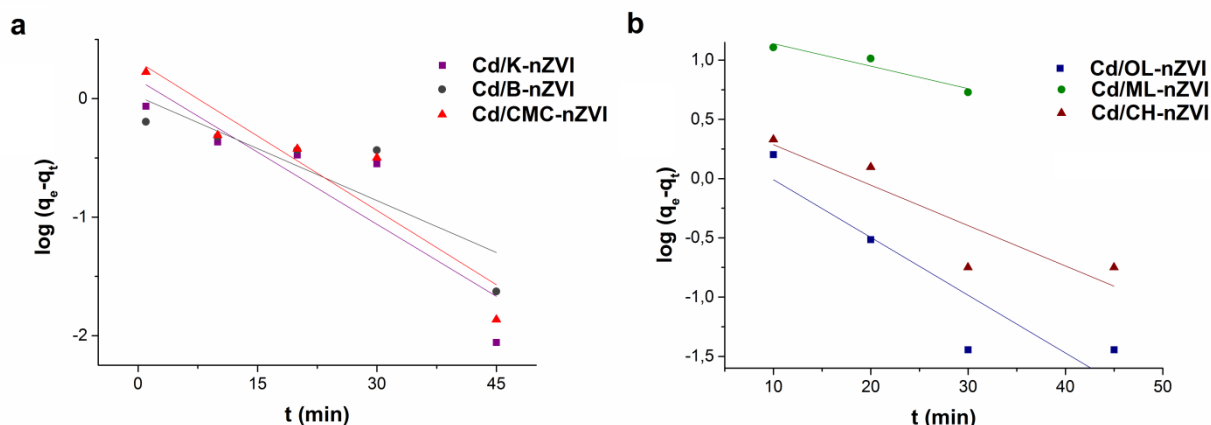 a
Cd/K-nZVI
Cd/B-nZVI
Cd/CMC-nZVI
0
-1
-2
log (qe-qt)
0
15
30
45
t (min)
b
Cd/OL-nZVI
Cd/ML-nZVI
Cd/CH-nZVI
1,0
0,5
0,0
-0,5
-1,0
-1,5
log (qe-qt)
10
20
30
40
50
t (min)